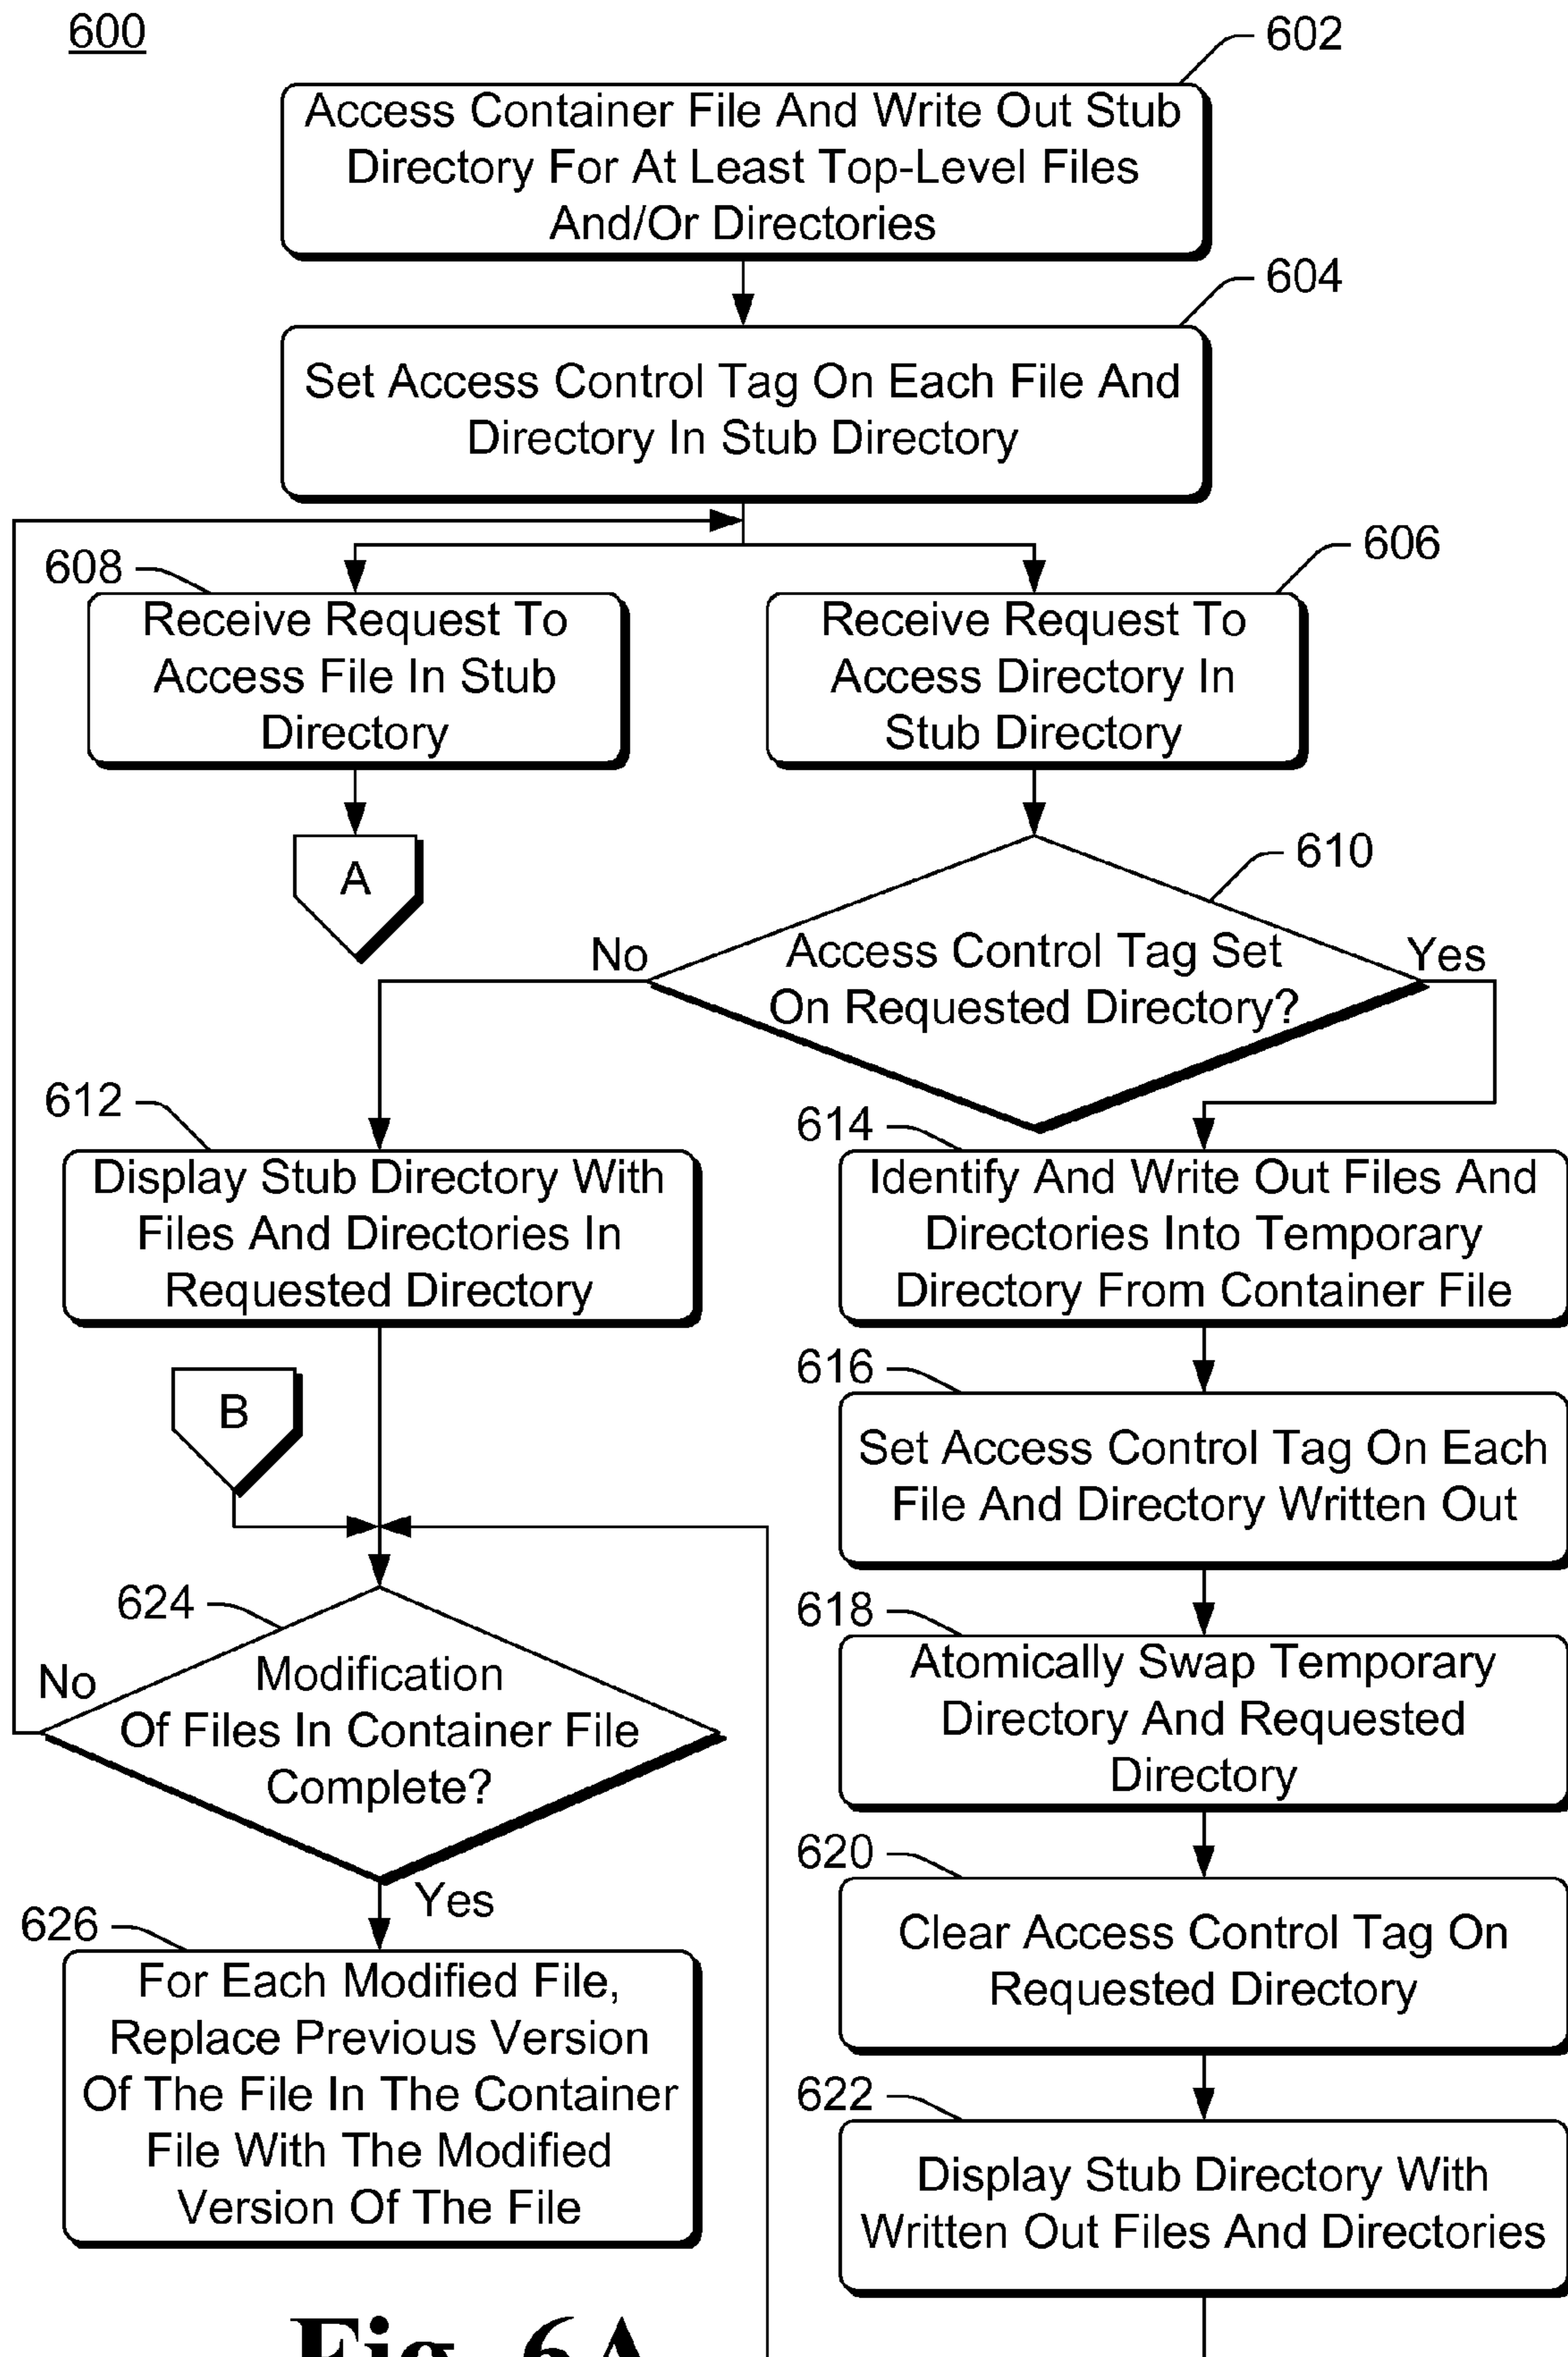 600
602
Access Container File And Write Out Stub
Directory For At Least Top-Level Files
And/Or Directories
604
Set Access Control Tag On Each File And
Directory In Stub Directory
608
Receive Request To
Access File In Stub
Directory
606
Receive Request To
Access Directory In
Stub Directory
A
610
Access Control Tag Set
On Requested Directory?
No
Yes
612
Display Stub Directory With
Files And Directories In
Requested Directory
614
Identify And Write Out Files And
Directories Into Temporary
Directory From Container File
B
616
Set Access Control Tag On Each
File And Directory Written Out
624
Modification
Of Files In Container File
Complete?
No
Yes
618
Atomically Swap Temporary
Directory And Requested
Directory
620
Clear Access Control Tag On
Requested Directory
626
For Each Modified File,
Replace Previous Version
Of The File In The Container
File With The Modified
Version Of The File
622
Display Stub Directory With
Written Out Files And Directories
Fig. 6A